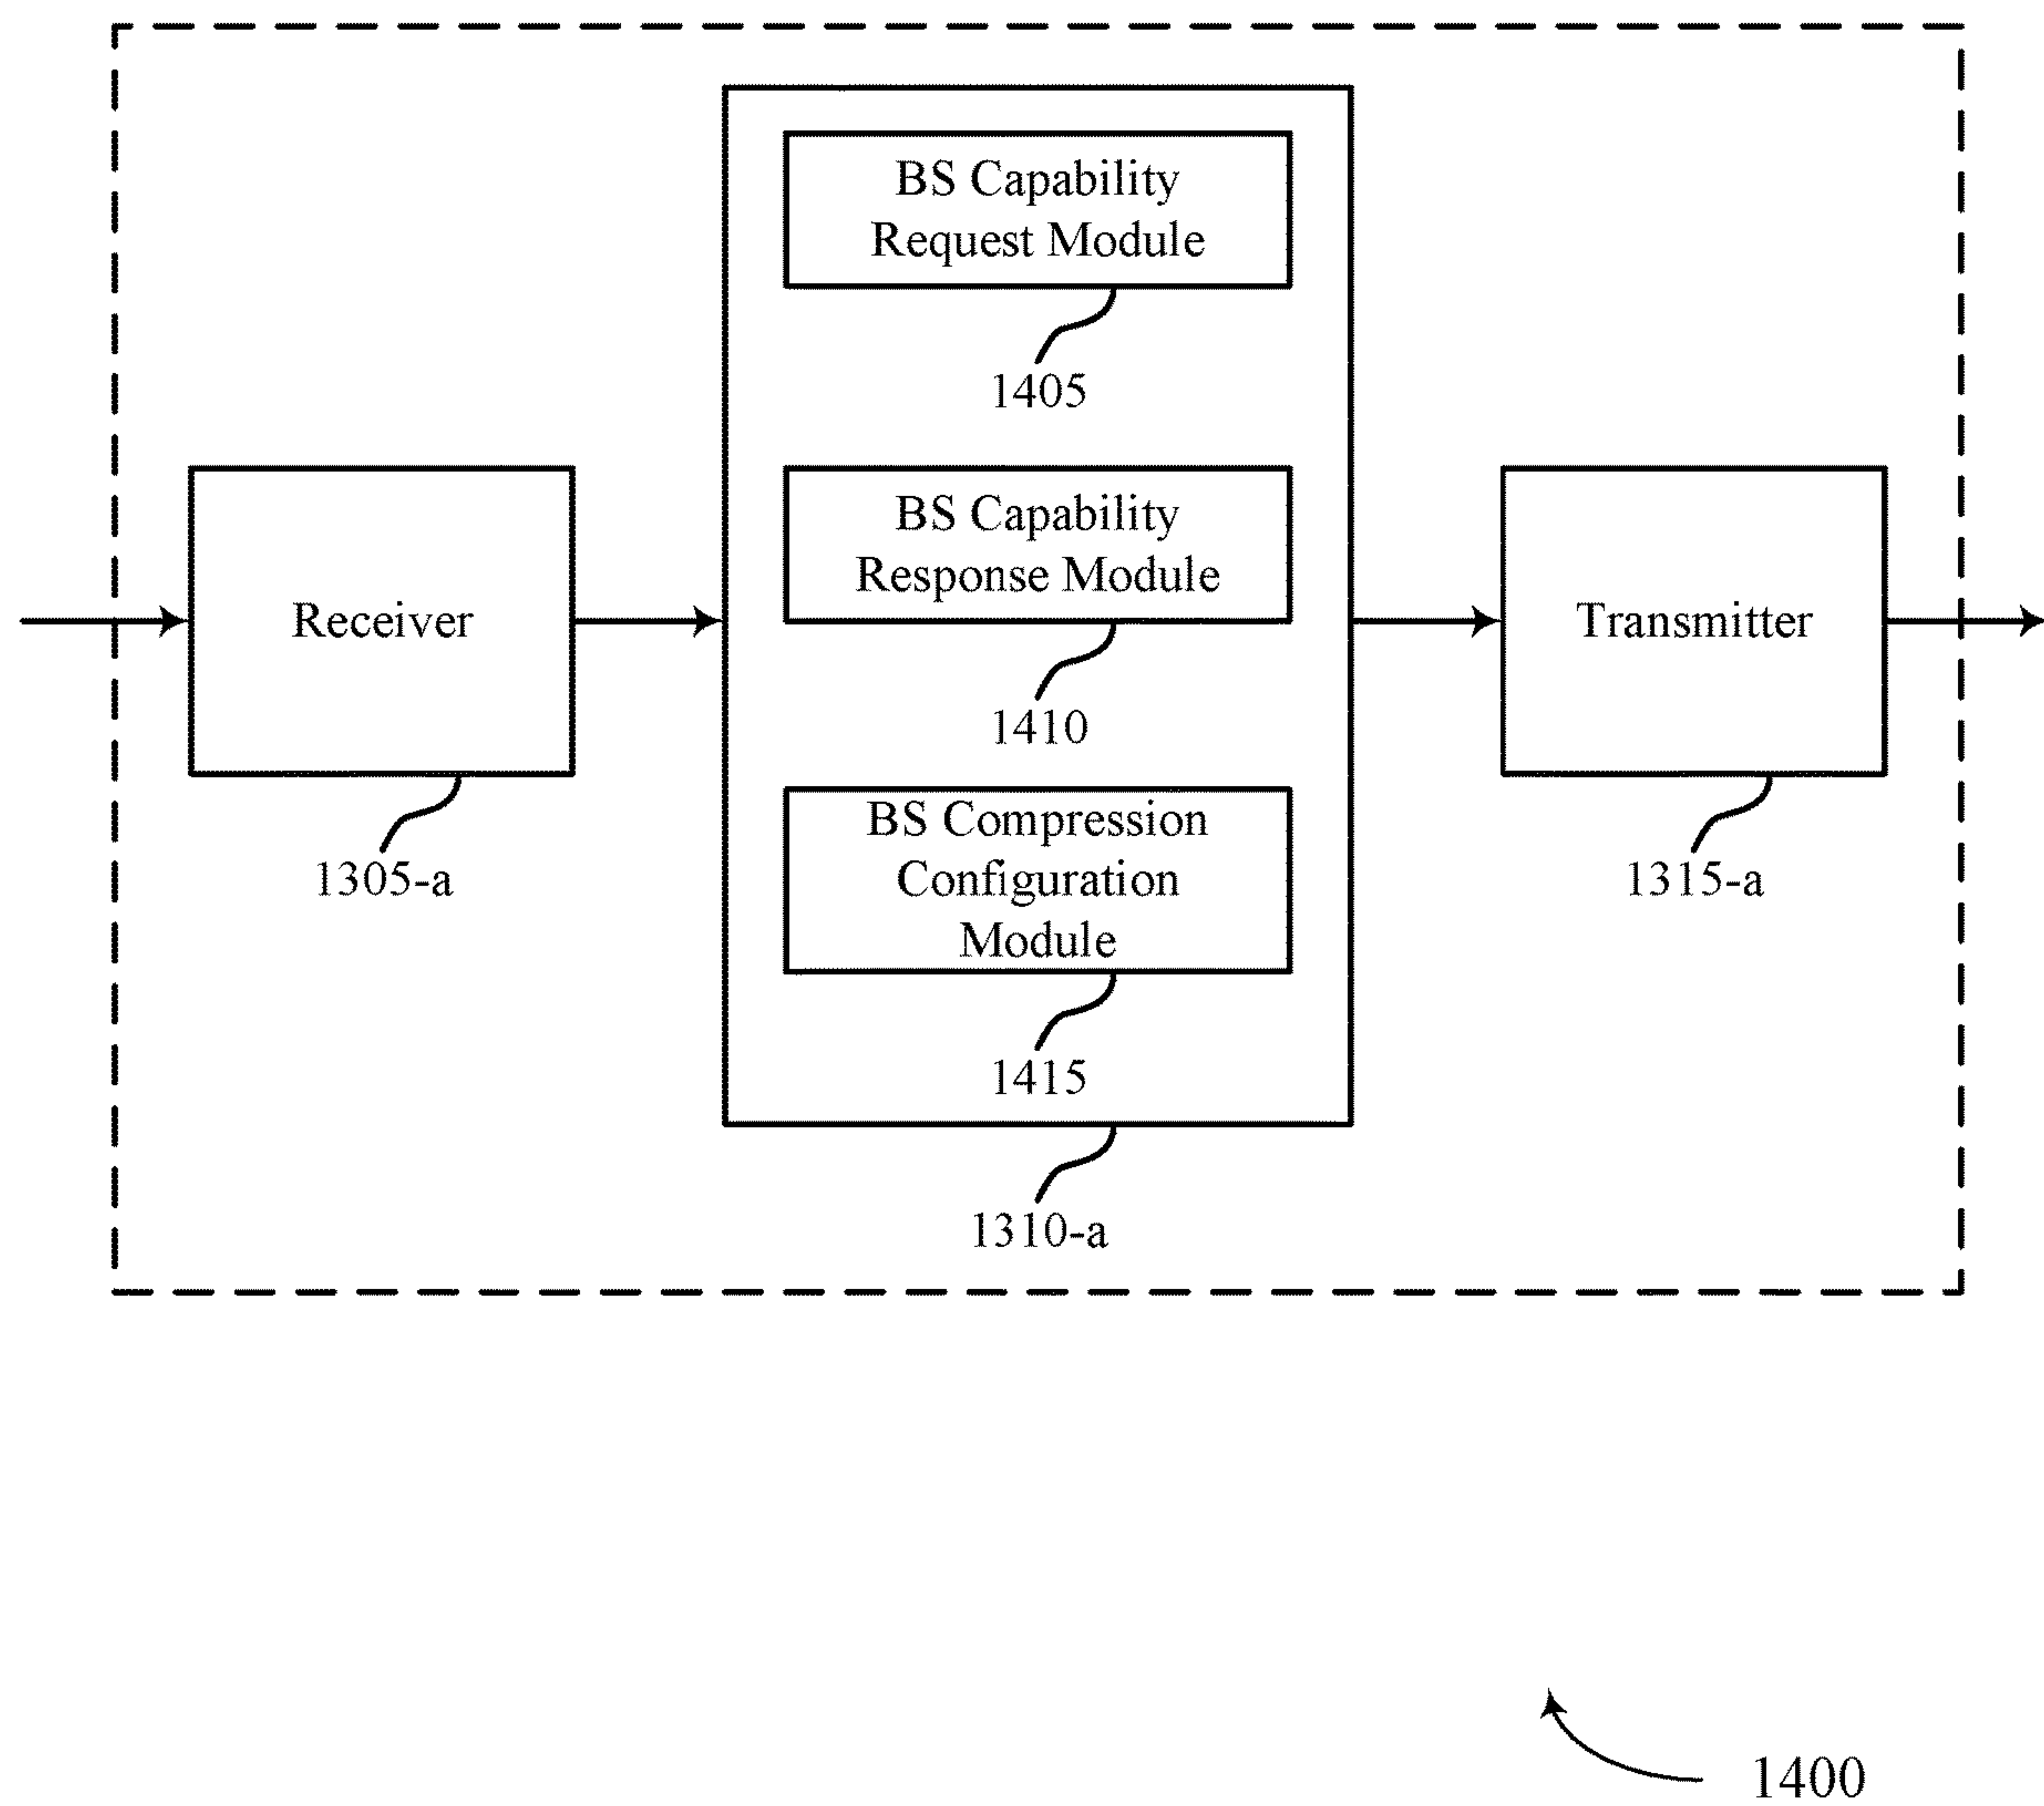 BS Capability
Request Module
1405
BS Capability
Response Module
1410
BS Compression
Configuration
Module
1415
1310-a
Receiver
1305-a
Transmitter
1315-a
1400